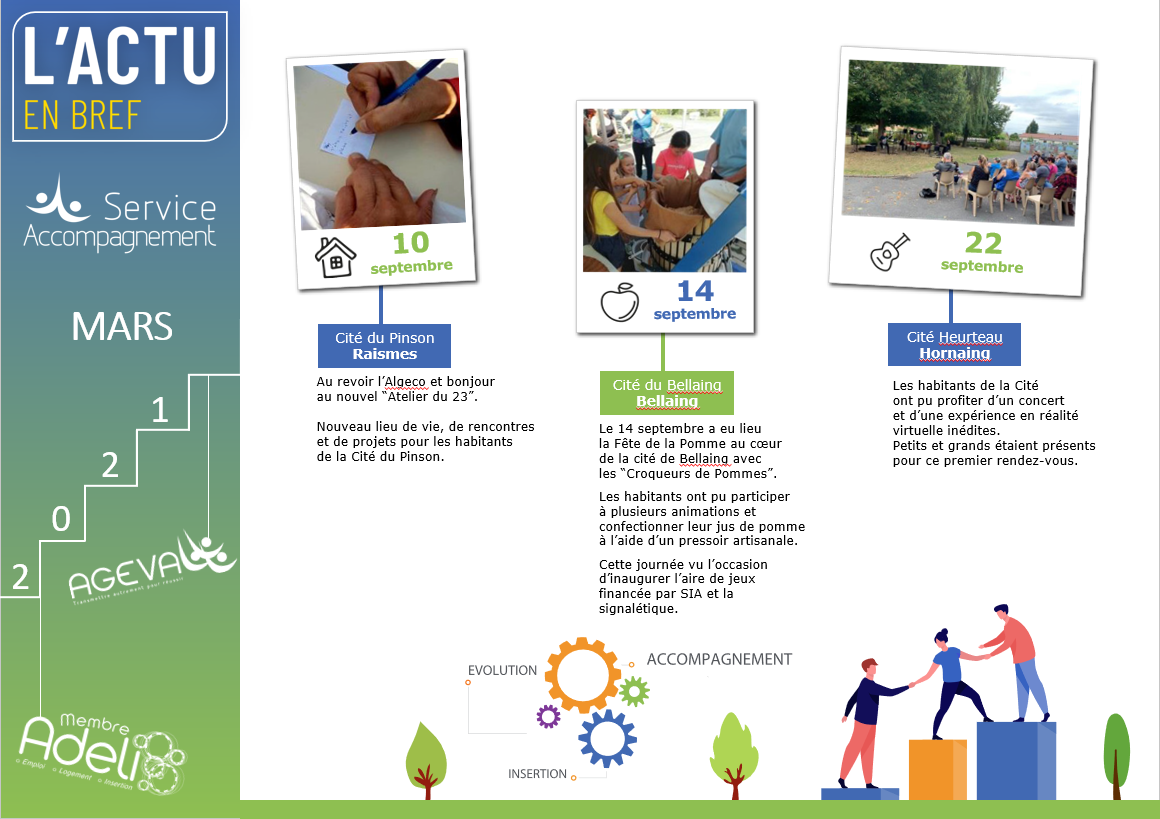 L'ACTU
EN BREF
Service
Accompagnement
MARS
1
2
0
2
AGEVAL
Transmettre autrement pour réussir
Membre
Adeli
Emploi Logement Insertion
10
septembre
Cité du Pinson
Raismes
Au revoir l’Algeco et bonjour
au nouvel “Atelier du 23”.
Nouveau lieu de vie, de rencontres
et de projets pour les habitants
de la Cité du Pinson.
14
septembre
Cité du Bellaing
Bellaing
Le 14 septembre a eu lieu
la Fête de la Pomme au cœur
de la cité de Bellaing avec
les “Croqueurs de Pommes”.
Les habitants ont pu participer
à plusieurs animations et
confectionner leur jus de pomme
à l’aide d’un pressoir artisanale.
Cette journée vu l’occasion
d’inaugurer l’aire de jeux
financée par SIA et la
signalétique.
22
septembre
Cité Heurteau
Hornaing
Les habitants de la Cité
ont pu profiter d’un concert
et d’une expérience en réalité
virtuelle inédites.
Petits et grands étaient présents
pour ce premier rendez-vous.
EVOLUTION
ACCOMPAGNEMENT
INSERTION